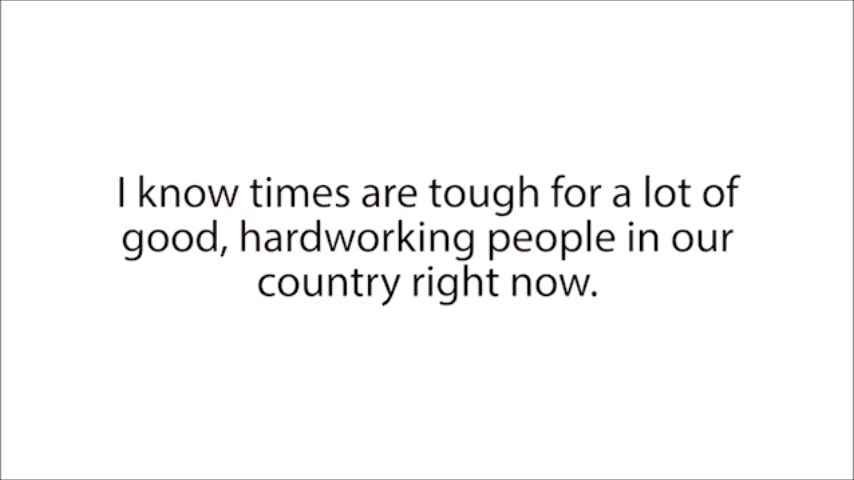 I know times are tough for a lot of
good, hardworking people in our
country right now.